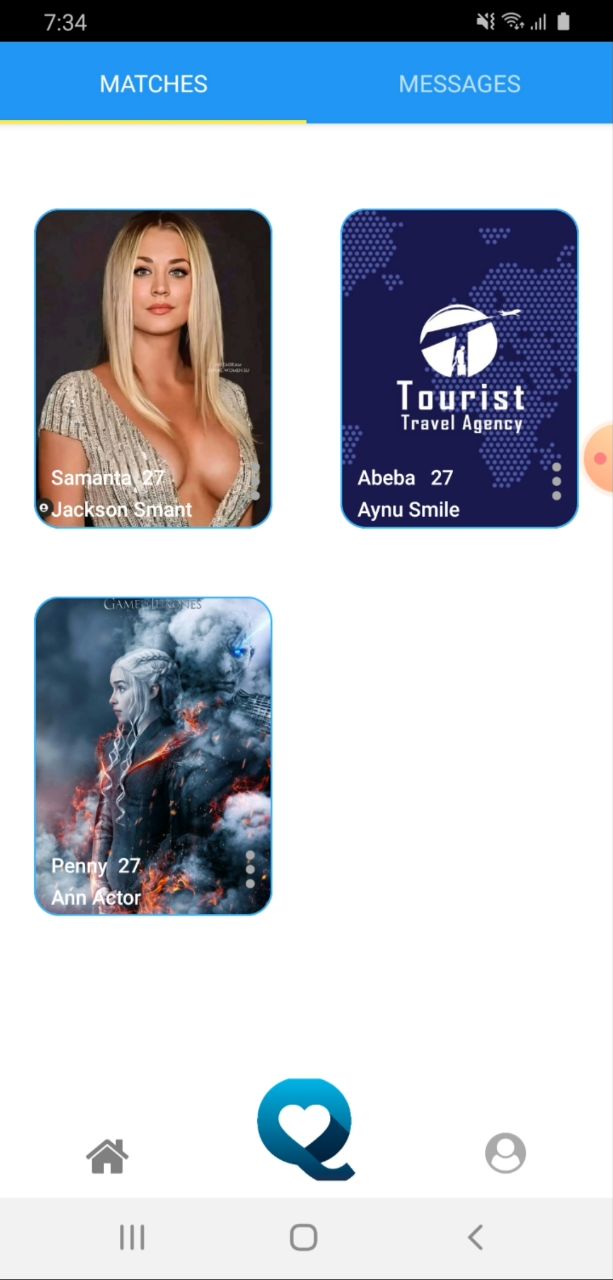 7:34
MATCHES
MESSAGES
Samanta 27
Jackson Smant
Tourist
Travel Agency
Abeba 27
Aynu Smile
GAME OF THRONES
Penny 27
Ann Actor